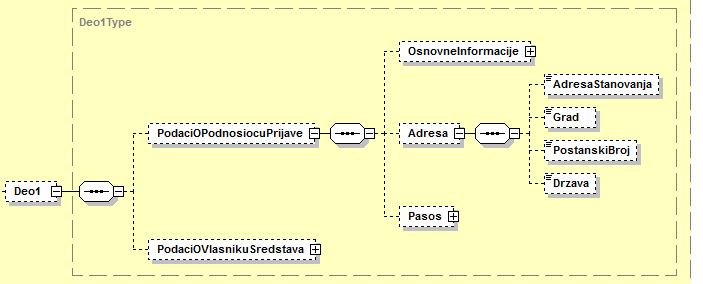 Deo1Type
OsnovneInformacije
AdresaStanovanja
Grad
PodaciOPodnosiocuPrijave
Adresa
PostanskiBroj
Drzava
Deo1
Pasos
PodaciOVlasnikuSredstava